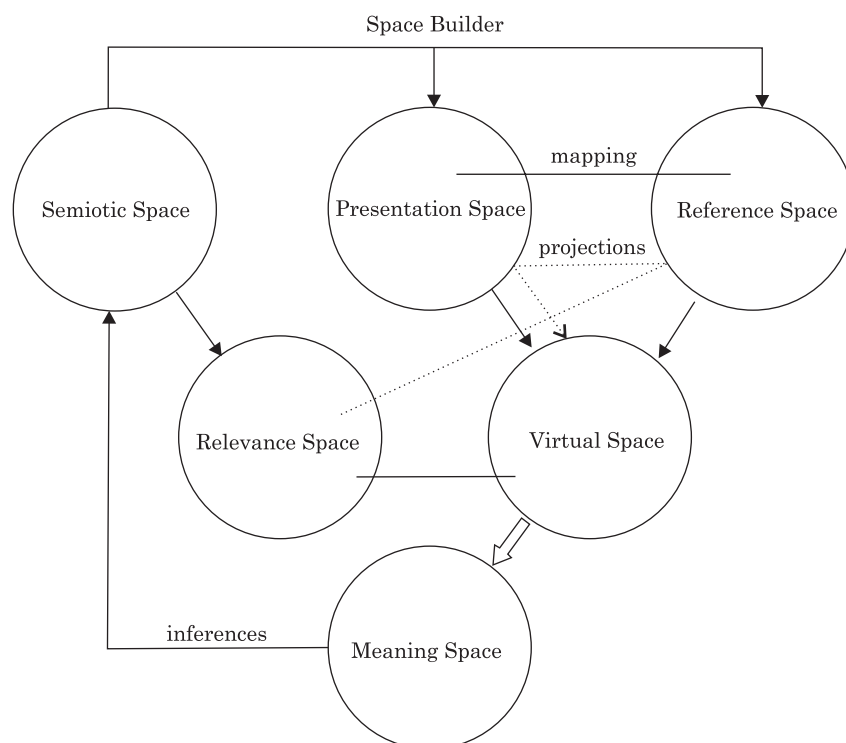 Space Builder
mapping
Semiotic Space
Presentation Space
Reference Space
projections
Relevance Space
Virtual Space
inferences
Meaning Space